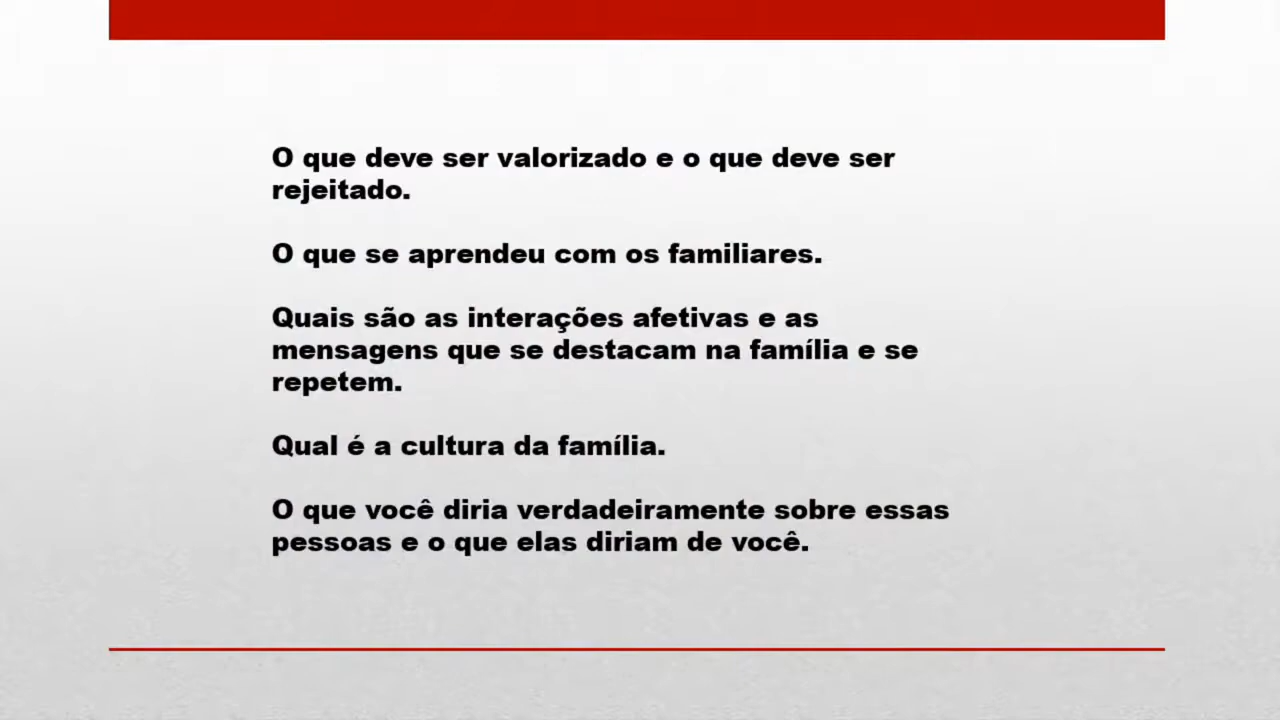 O que deve ser valorizado e o que deve ser
rejeitado.
O que se aprendeu com os familiares.
Quais são as interações afetivas e as
mensagens que se destacam na família e se
repetem.
Qual é a cultura da família.
O que você diria verdadeiramente sobre essas
pessoas e o que elas diriam de você.